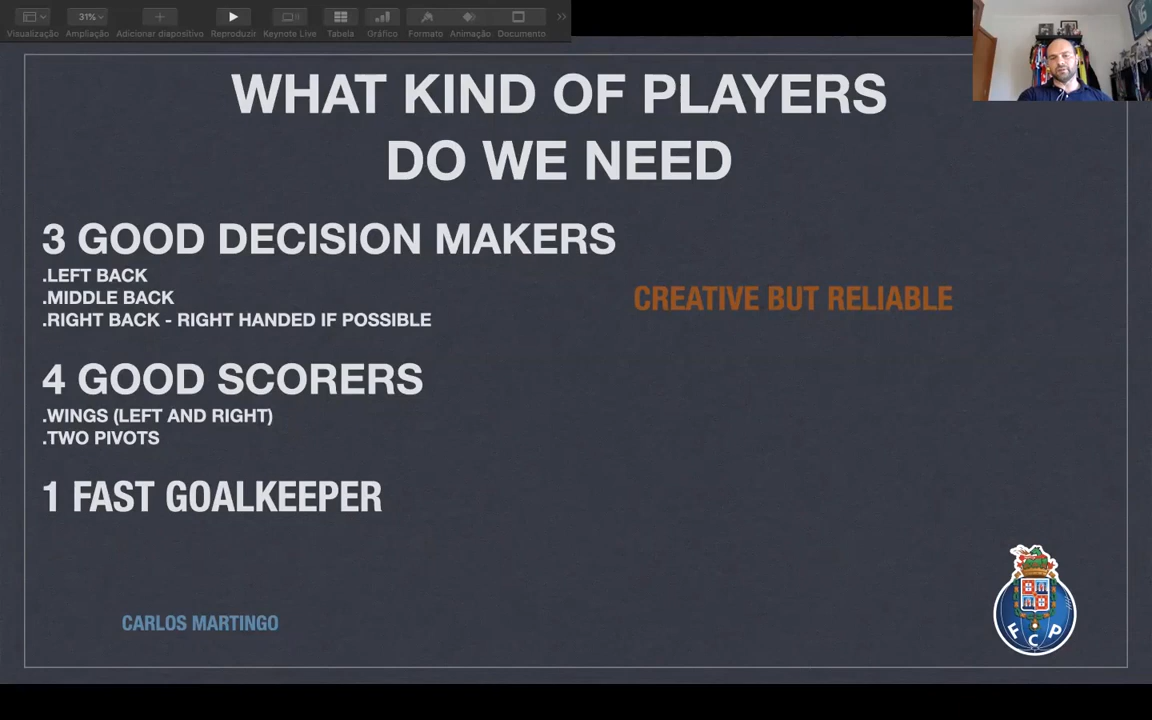 31%
Visualização Ampliação Adicionar diapositivo Reproduzir Keynote Live Tabela Gráfico Formato Animação Documento
WHAT KIND OF PLAYERS
DO WE NEED
3 GOOD DECISION MAKERS
.LEFT BACK
.MIDDLE BACK
.RIGHT BACK - RIGHT HANDED IF POSSIBLE
CREATIVE BUT RELIABLE
4 GOOD SCORERS
.WINGS (LEFT AND RIGHT)
.TWO PIVOTS
1 FAST GOALKEEPER
CARLOS MARTINGO
F C P